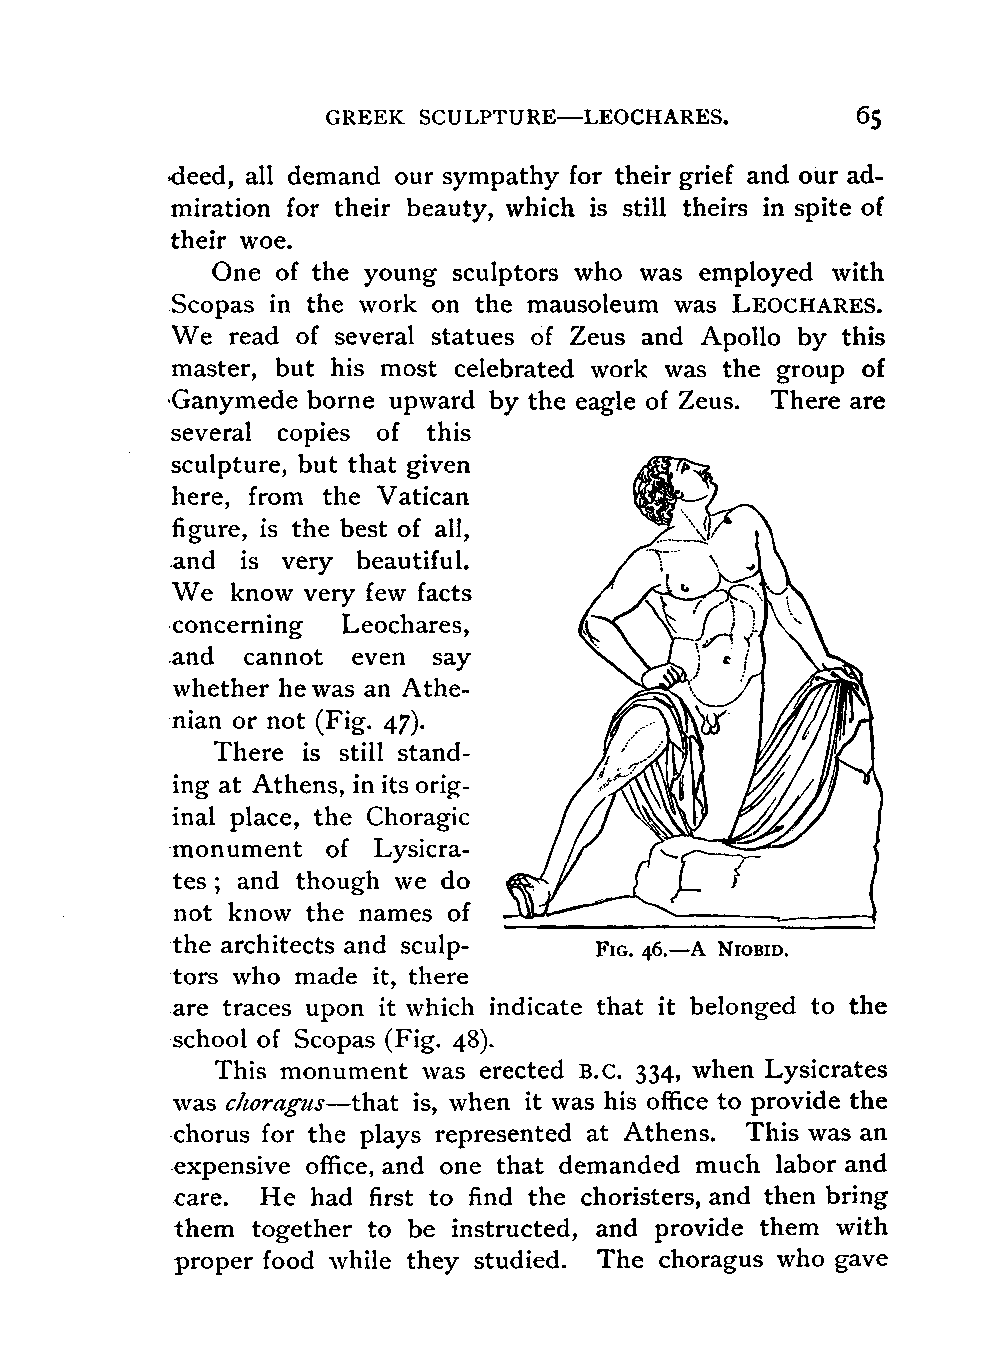 GREEK SCULPTURE—LEOCHARES. 65
deed, all demand our sympathy for their grief and our ad-
miration for their beauty, which is still theirs in spite of
their woe.
One of the young sculptors who was employed with
Scopas in the work on the mausoleum was LEOCHARES.
We read of several statues of Zeus and Apollo by this
master, but his most celebrated work was the group of
Ganymede borne upward by the eagle of Zeus. There are
several copies of this
sculpture, but that given
here, from the Vatican
figure, is the best of all,
and is very beautiful.
We know very few facts
concerning Leochares,
and cannot even say
whether he was an Athe-
nian or not (Fig. 47).
There is still stand-
ing at Athens, in its orig-
inal place, the Choragic
monument of Lysicra-
tes; and though we do
not know the names of
the architects and sculp-
tors who made it, there
FIG. 46.—A NIOBID.
are traces upon it which indicate that it belonged to the
school of Scopas (Fig. 48).
This monument was erected B.C. 334, when Lysicrates
was choragus—that is, when it was his office to provide the
chorus for the plays represented at Athens. This was an
expensive office, and one that demanded much labor and
care. He had first to find the choristers, and then bring
them together to be instructed, and provide them with
proper food while they studied. The choragus who gave